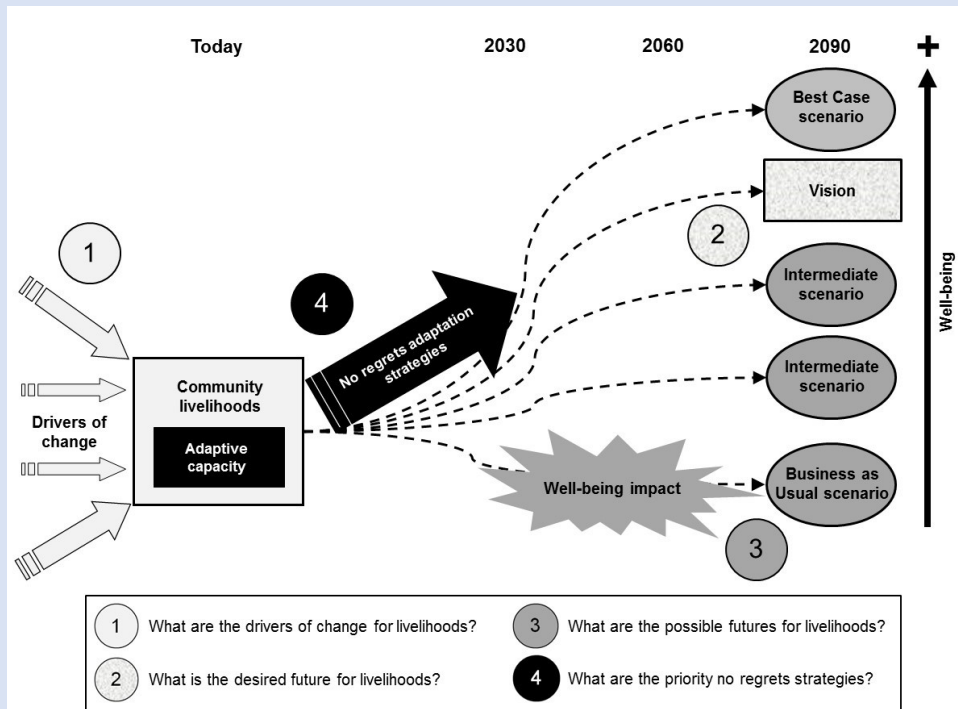 Today
2030
2060
2090
+
Best Case
scenario
Vision
1
2
4
No regrets adaptation
strategies
Intermediate
scenario
Well-being
Community
livelihoods
Intermediate
scenario
Drivers of
change
Adaptive
capacity
Well-being impact
Business as
Usual scenario
3
1 What are the drivers of change for livelihoods?
3 What are the possible futures for livelihoods?
2 What is the desired future for livelihoods?
4 What are the priority no regrets strategies?